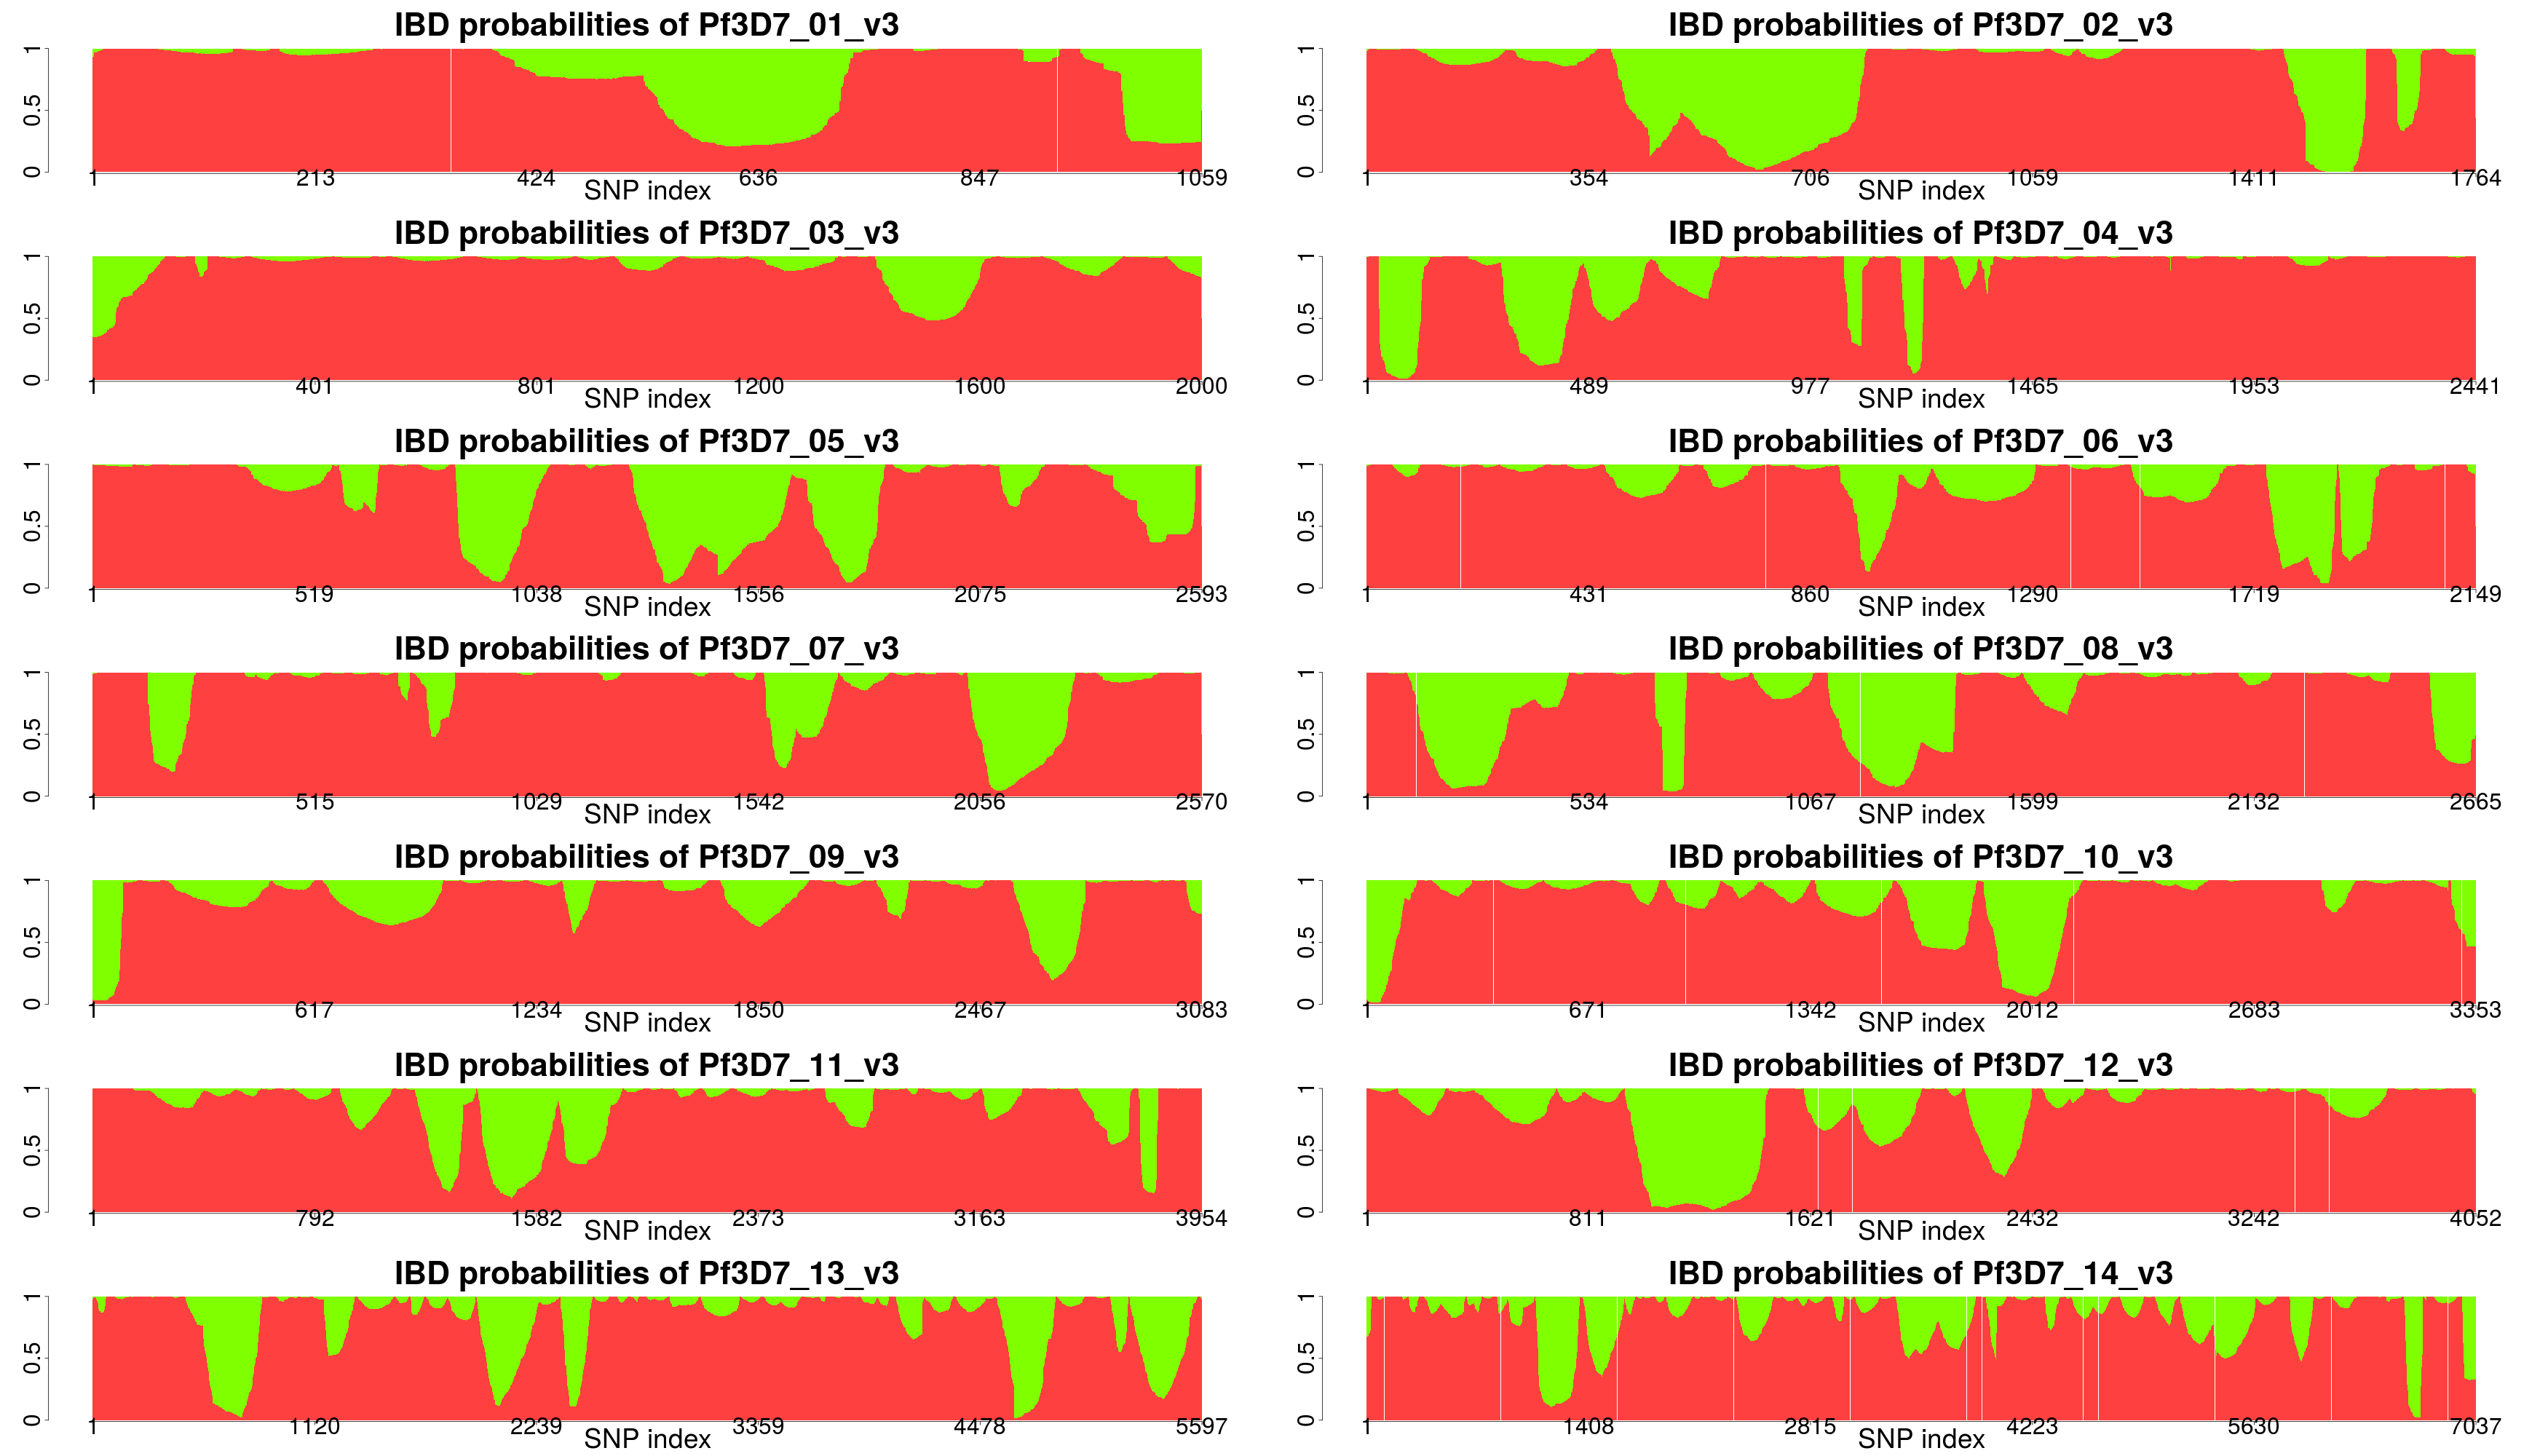 IBD probabilities of Pf3D7_01_v3
0 0.5 1
1 213 424 636 847 1059
SNP index
IBD probabilities of Pf3D7_02_v3
0 0.5 1
1 354 706 1059 1411 1764
SNP index
IBD probabilities of Pf3D7_03_v3
0 0.5 1
1 401 801 1200 1600 2000
SNP index
IBD probabilities of Pf3D7_04_v3
0 0.5 1
1 489 977 1465 1953 2441
SNP index
IBD probabilities of Pf3D7_05_v3
0 0.5 1
1 519 1038 1556 2075 2593
SNP index
IBD probabilities of Pf3D7_06_v3
0 0.5 1
1 431 860 1290 1719 2149
SNP index
IBD probabilities of Pf3D7_07_v3
0 0.5 1
1 515 1029 1542 2056 2570
SNP index
IBD probabilities of Pf3D7_08_v3
0 0.5 1
1 534 1067 1599 2132 2665
SNP index
IBD probabilities of Pf3D7_09_v3
0 0.5 1
1 617 1234 1850 2467 3083
SNP index
IBD probabilities of Pf3D7_10_v3
0 0.5 1
1 671 1342 2012 2683 3353
SNP index
IBD probabilities of Pf3D7_11_v3
0 0.5 1
1 792 1582 2373 3163 3954
SNP index
IBD probabilities of Pf3D7_12_v3
0 0.5 1
1 811 1621 2432 3242 4052
SNP index
IBD probabilities of Pf3D7_13_v3
0 0.5 1
1 1120 2239 3359 4478 5597
SNP index
IBD probabilities of Pf3D7_14_v3
0 0.5 1
1 1408 2815 4223 5630 7037
SNP index